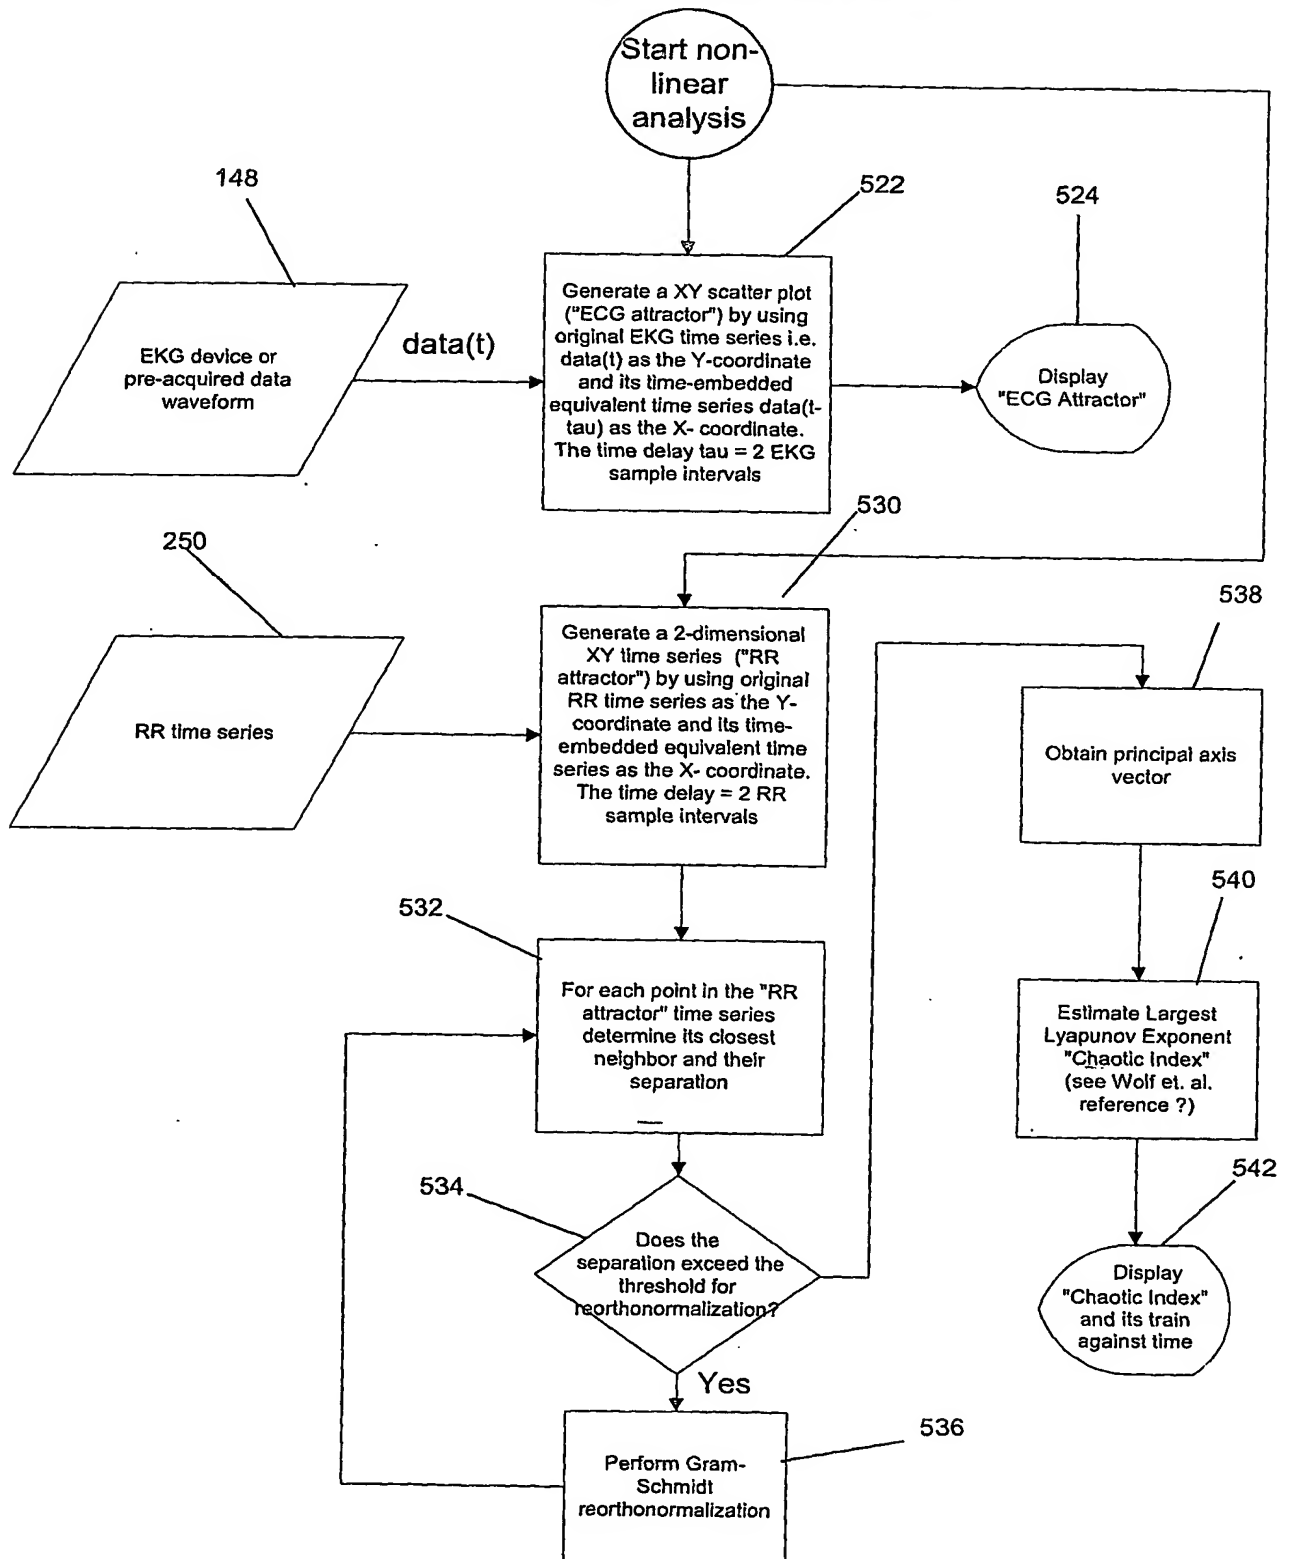 Start non-
linear
analysis
148
522
524
EKG device or
pre-acquired data
waveform
data(t)
Generate a XY scatter plot
("ECG attractor") by using
original EKG time series i.e.
data(t) as the Y-coordinate
and its time-embedded
equivalent time series data(t-
tau) as the X- coordinate.
The time delay tau = 2 EKG
sample intervals
Display
"ECG Attractor"
250
530
538
RR time series
Generate a 2-dimensional
XY time series ("RR
attractor") by using original
RR time series as the Y-
coordinate and its time-
embedded equivalent time
series as the X- coordinate.
The time delay = 2 RR
sample intervals
Obtain principal axis
vector
532
540
For each point in the "RR
attractor" time series
determine its closest
neighbor and their
separation
Estimate Largest
Lyapunov Exponent
"Chaotic Index"
(see Wolf et. al.
reference ?)
534
542
Does the
separation exceed the
threshold for
reorthonormalization?
Display
"Chaotic Index"
and its train
against time
Yes
536
Perform Gram-
Schmidt
reorthonormalization